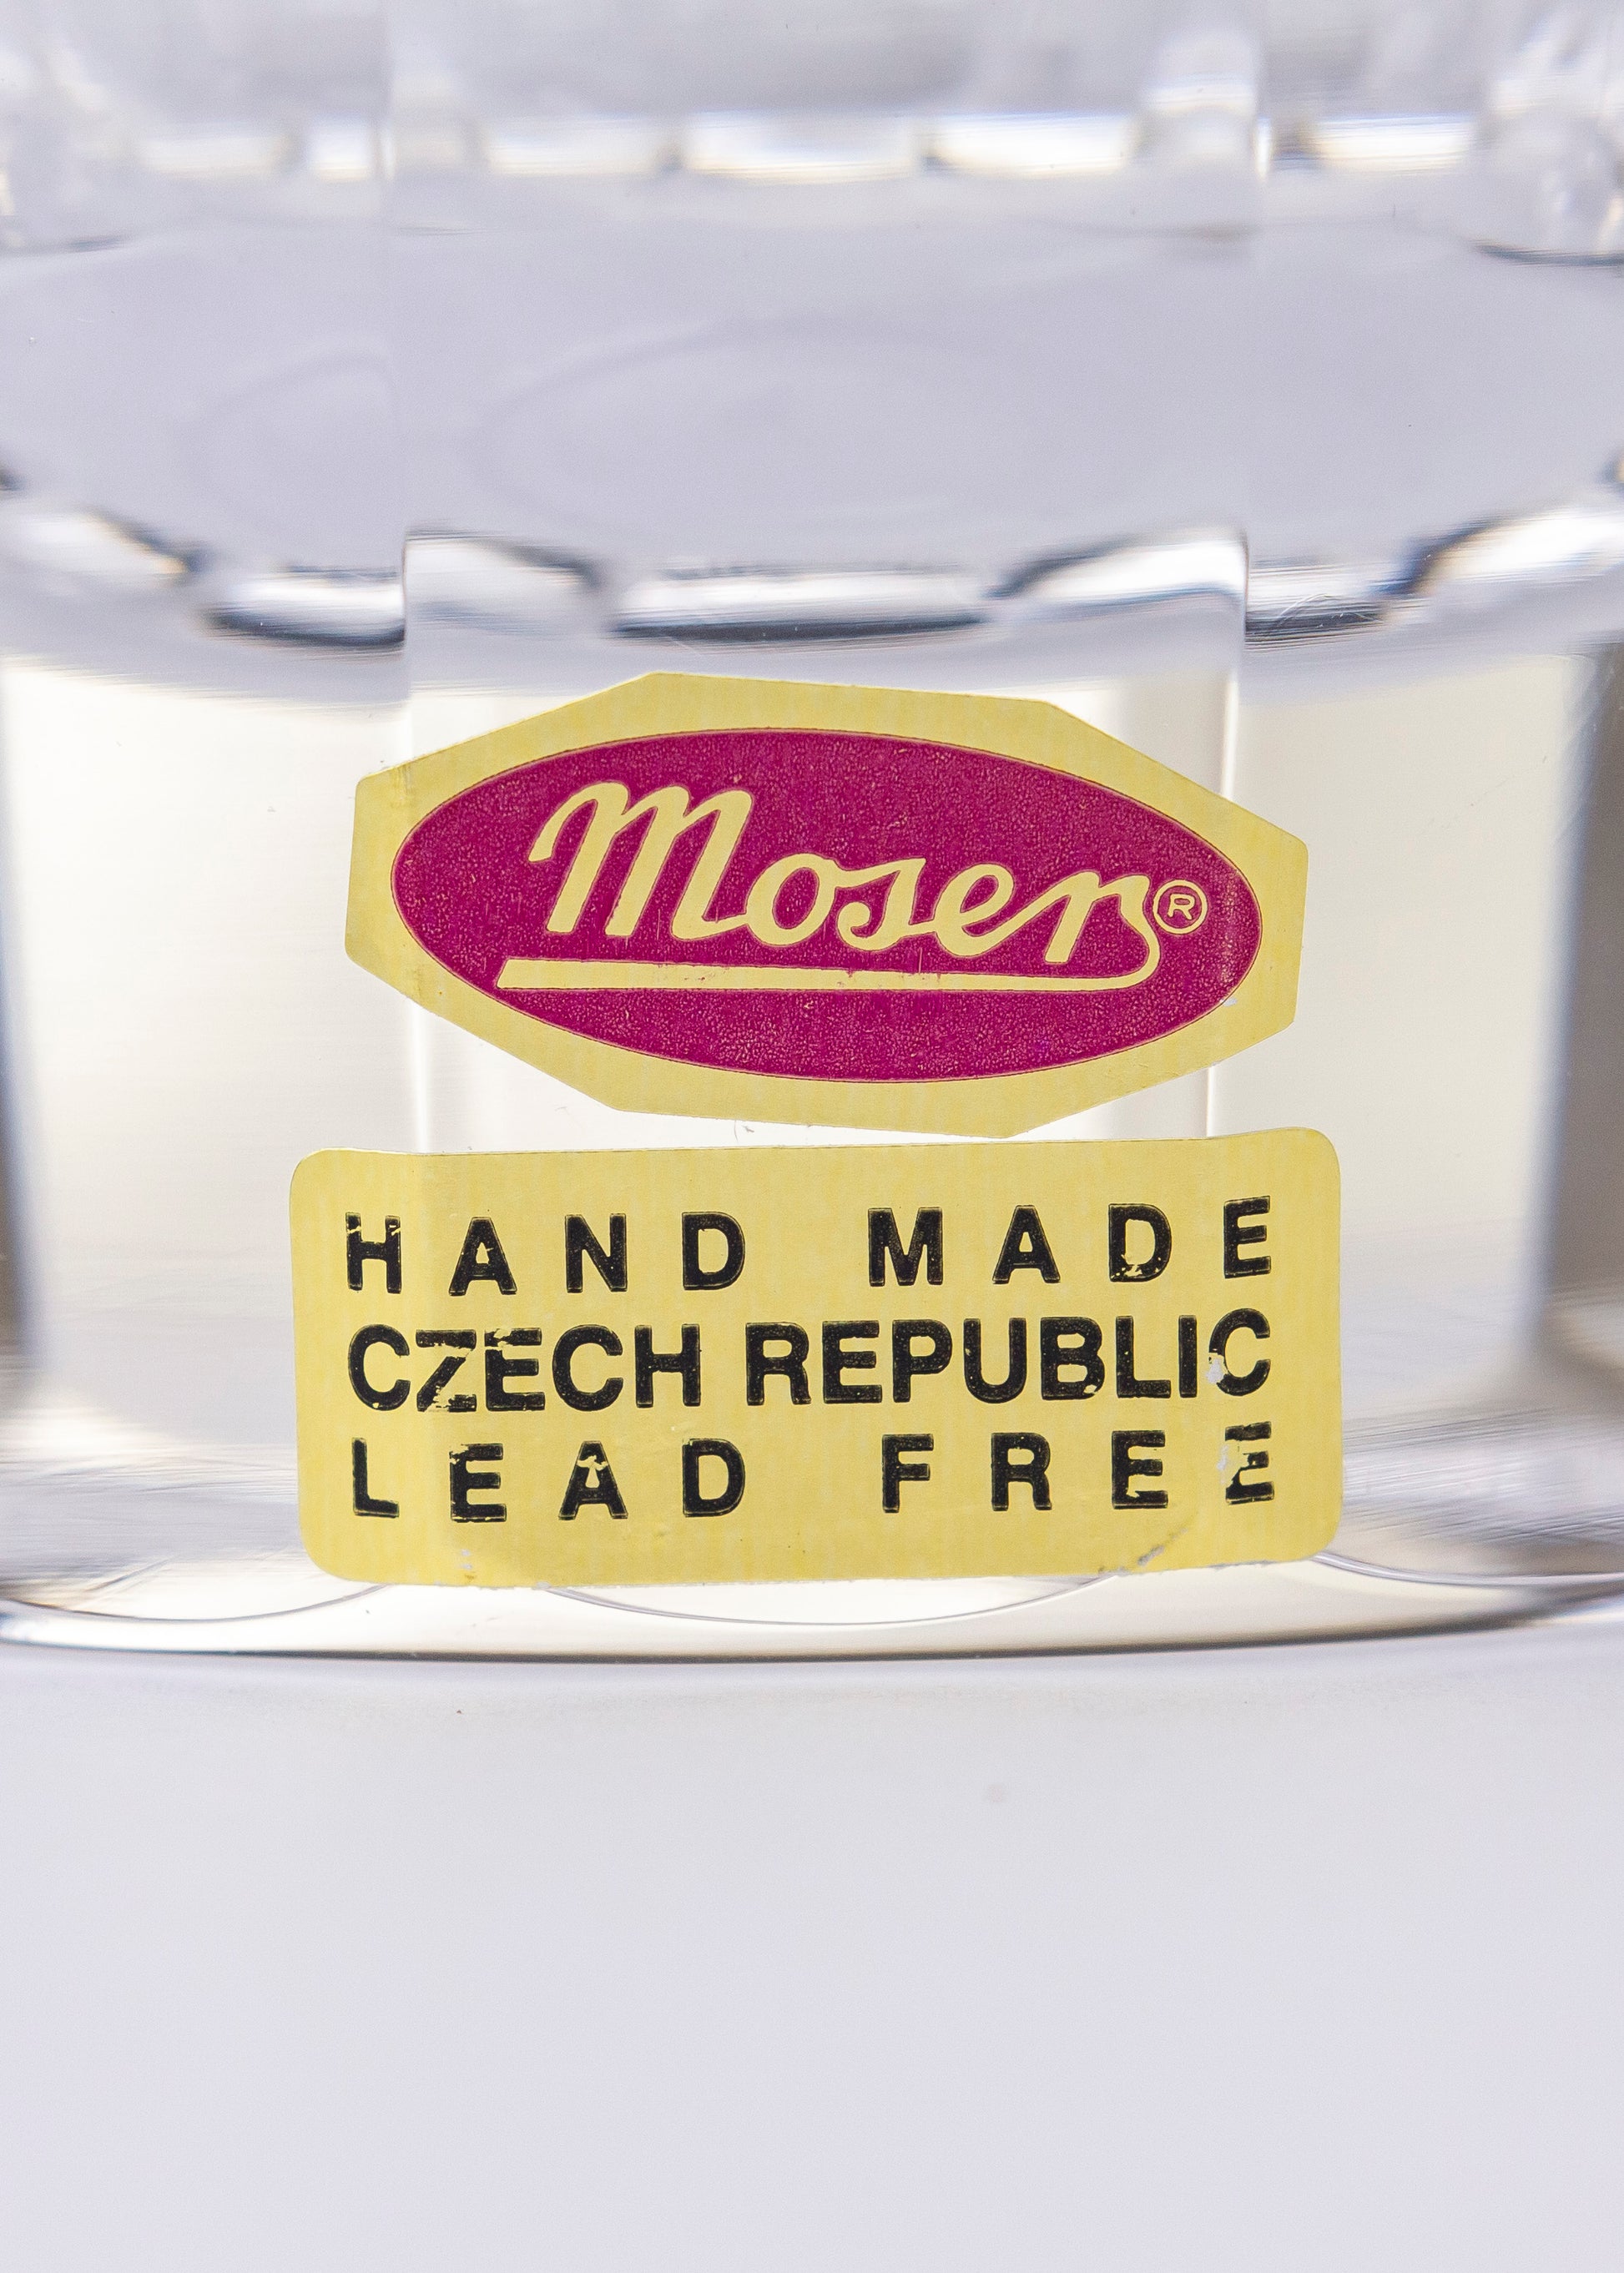 Moser®
HAND MADE
CZECH REPUBLIC
LEAD FREE